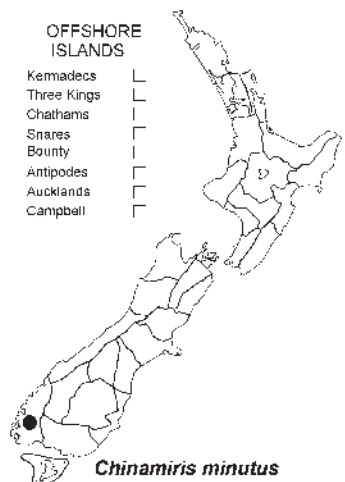 OFFSHORE
ISLANDS
Kermadecs
Three Kings
Chathams
Snares
Bounty
Antipodes
Aucklands
Campbell
Chinamiris minutus